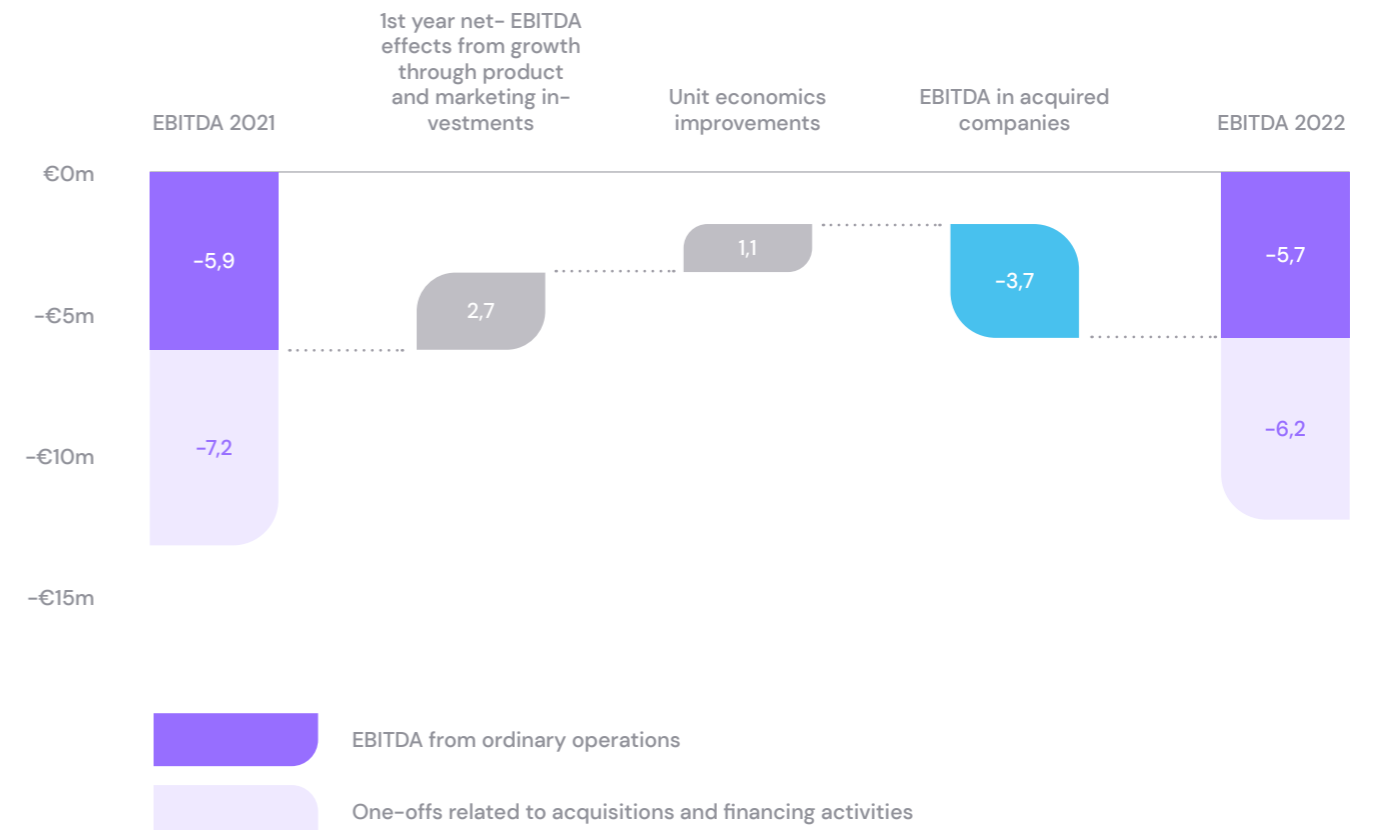 1st year net- EBITDA
effects from growth
through product
and marketing in-
vestments
Unit economics
improvements
EBITDA in acquired
companies
EBITDA 2021
EBITDA 2022
€0m
-€5m
-€10m
-€15m
-5,9
-7,2
2,7
1,1
-3,7
-5,7
-6,2
EBITDA from ordinary operations
One-offs related to acquisitions and financing activities